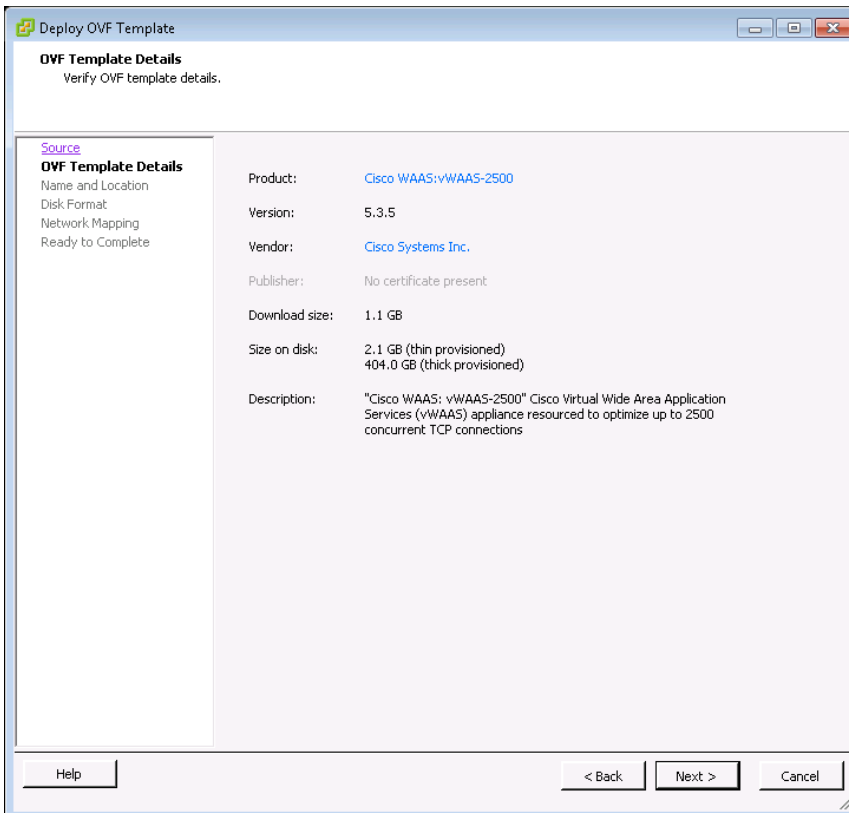 Deploy OVF Template
OVF Template Details
Verify OVF template details.
Source
OVF Template Details
Name and Location
Disk Format
Network Mapping
Ready to Complete
Product: Cisco WAAS:vWAAS-2500
Version: 5.3.5
Vendor: Cisco Systems Inc.
Publisher: No certificate present
Download size: 1.1 GB
Size on disk: 2.1 GB (thin provisioned)
404.0 GB (thick provisioned)
Description: "Cisco WAAS: vWAAS-2500" Cisco Virtual Wide Area Application
Services (vWAAS) appliance resourced to optimize up to 2500
concurrent TCP connections
Help
< Back
Next >
Cancel